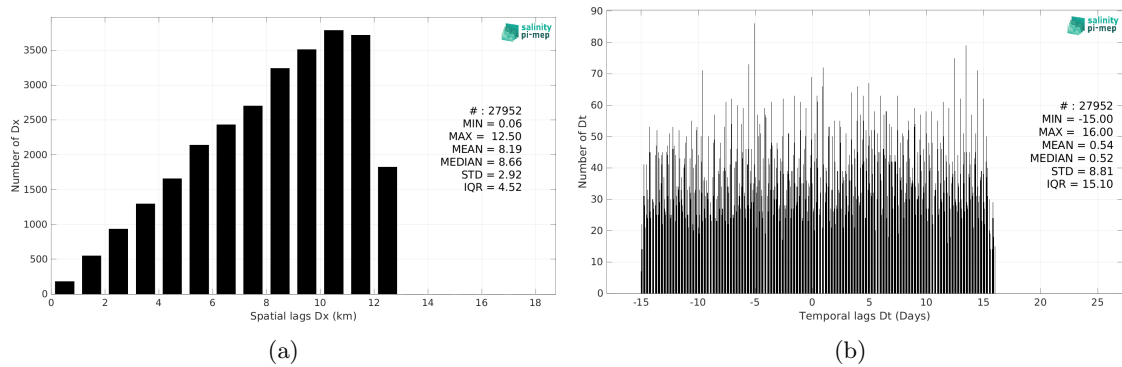 salinity
pi-mep
3500
3000
2500
2000
1500
1000
500
0
Number of Dx
# : 27952
MIN = 0.06
MAX = 12.50
MEAN = 8.19
MEDIAN = 8.66
STD = 2.92
IQR = 4.52
0 2 4 6 8 10 12 14 16 18
Spatial lags Dx (km)
(a)
90
80
70
60
50
40
30
20
10
0
Number of Dt
salinity
pi-mep
# : 27952
MIN = -15.00
MAX = 16.00
MEAN = 0.54
MEDIAN = 0.52
STD = 8.81
IQR = 15.10
-15 -10 -5 0 5 10 15 20 25
Temporal lags Dt (Days)
(b)